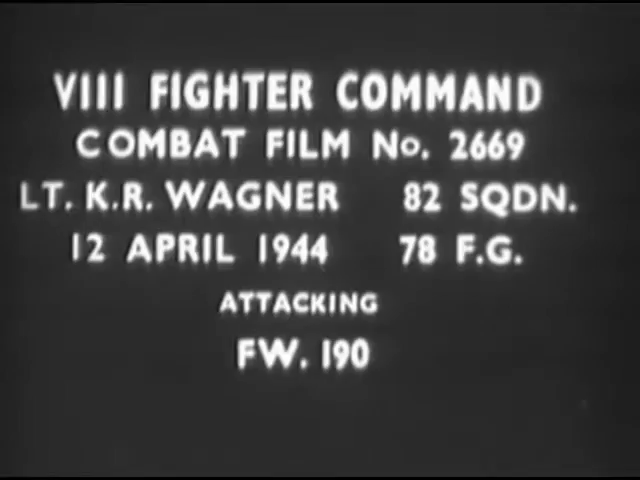 VIII FIGHTER COMMAND
COMBAT FILM No. 2669
LT. K.R. WAGNER 82 SQDN.
12 APRIL 1944 78 F.G.
ATTACKING
FW. 190